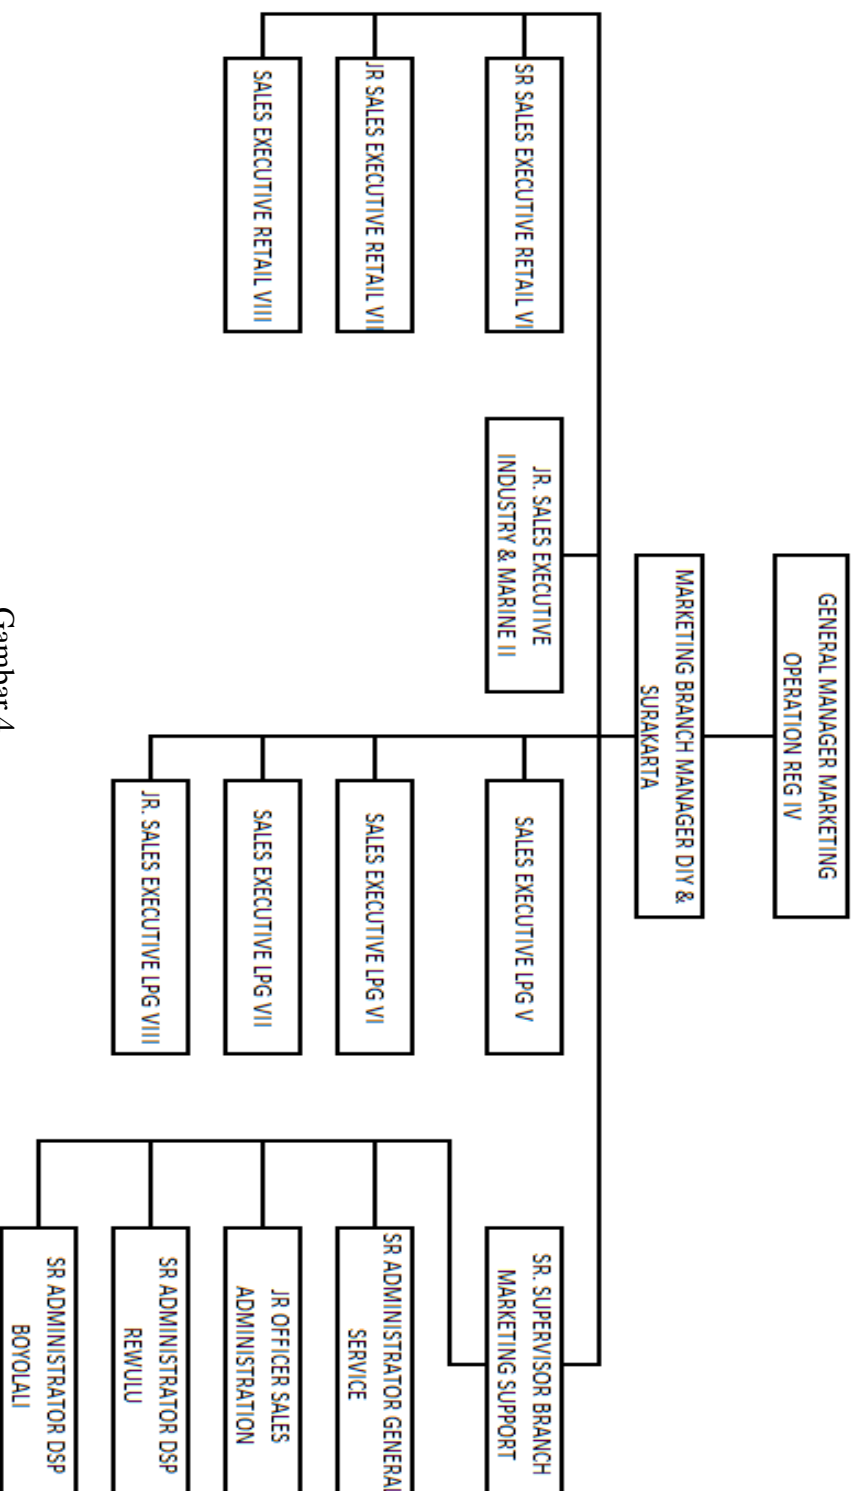 GENERAL MANAGER MARKETING
OPERATION REG IV
MARKETING BRANCH MANAGER DIY &
SURAKARTA
SR SALES EXECUTIVE RETAIL VI
JR SALES EXECUTIVE RETAIL VII
SALES EXECUTIVE RETAIL VIII
JR. SALES EXECUTIVE
INDUSTRY & MARINE II
SALES EXECUTIVE LPG V
SALES EXECUTIVE LPG VI
SALES EXECUTIVE LPG VII
JR. SALES EXECUTIVE LPG VIII
SR. SUPERVISOR BRANCH
MARKETING SUPPORT
SR ADMINISTRATOR GENERAL
SERVICE
JR OFFICER SALES
ADMINISTRATION
SR ADMINISTRATOR DSP
REWULU
SR ADMINISTRATOR DSP
BOYOLALI
Gambar 4